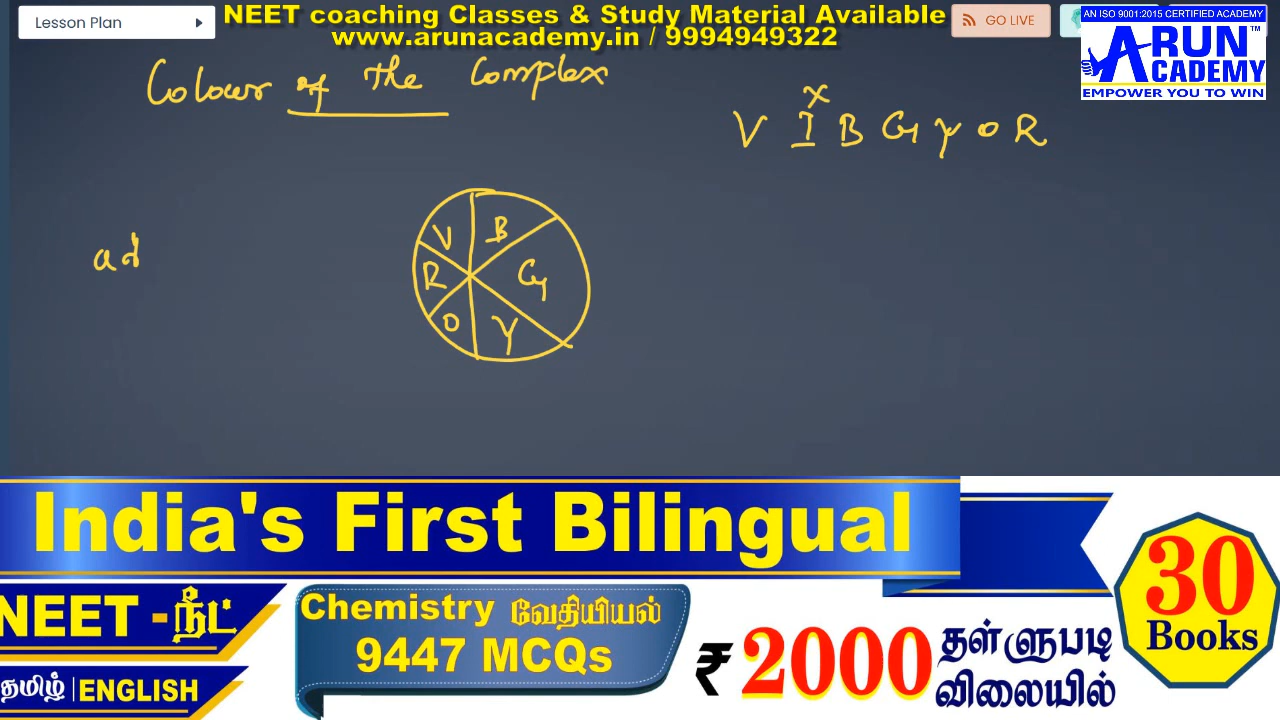 Lesson Plan
NEET coaching Classes & Study Material Available
www.arunacademy.in / 9994949322
GO LIVE
AN ISO 9001:2015 CERTIFIED ACADEMY
ARUN ACADEMY™
EMPOWER YOU TO WIN
Colour of the Complex
x
V I B G Y O R
V B
R G
O Y
ad
India's First Bilingual
NEET - நீட்
தமிழ் | ENGLISH
Chemistry வேதியியல்
9447 MCQs
₹2000 தள்ளுபடி விலையில்
30
Books